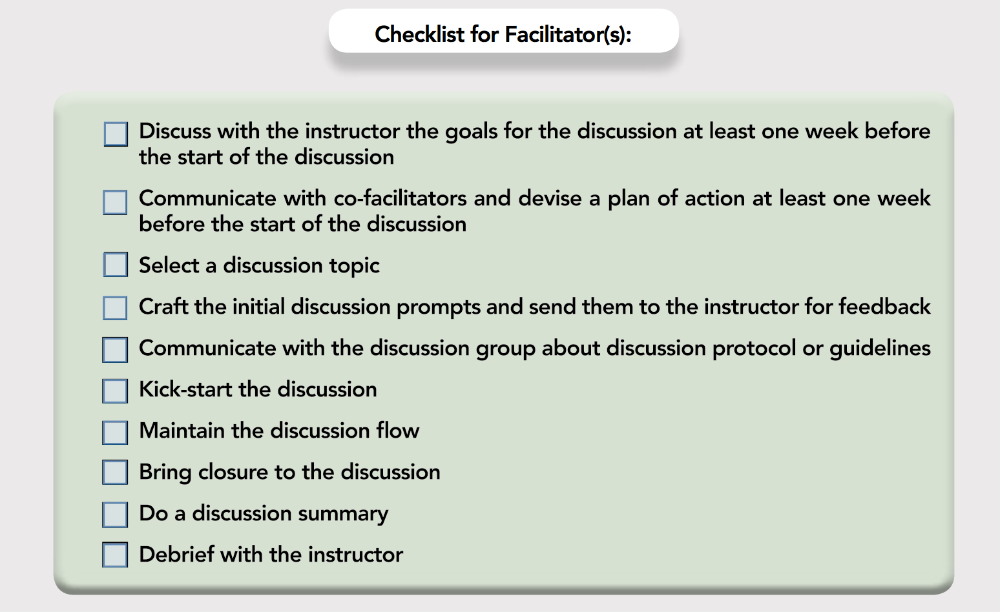 Checklist for Facilitator(s):
Discuss with the instructor the goals for the discussion at least one week before
the start of the discussion
Communicate with co-facilitators and devise a plan of action at least one week
before the start of the discussion
Select a discussion topic
Craft the initial discussion prompts and send them to the instructor for feedback
Communicate with the discussion group about discussion protocol or guidelines
Kick-start the discussion
Maintain the discussion flow
Bring closure to the discussion
Do a discussion summary
Debrief with the instructor